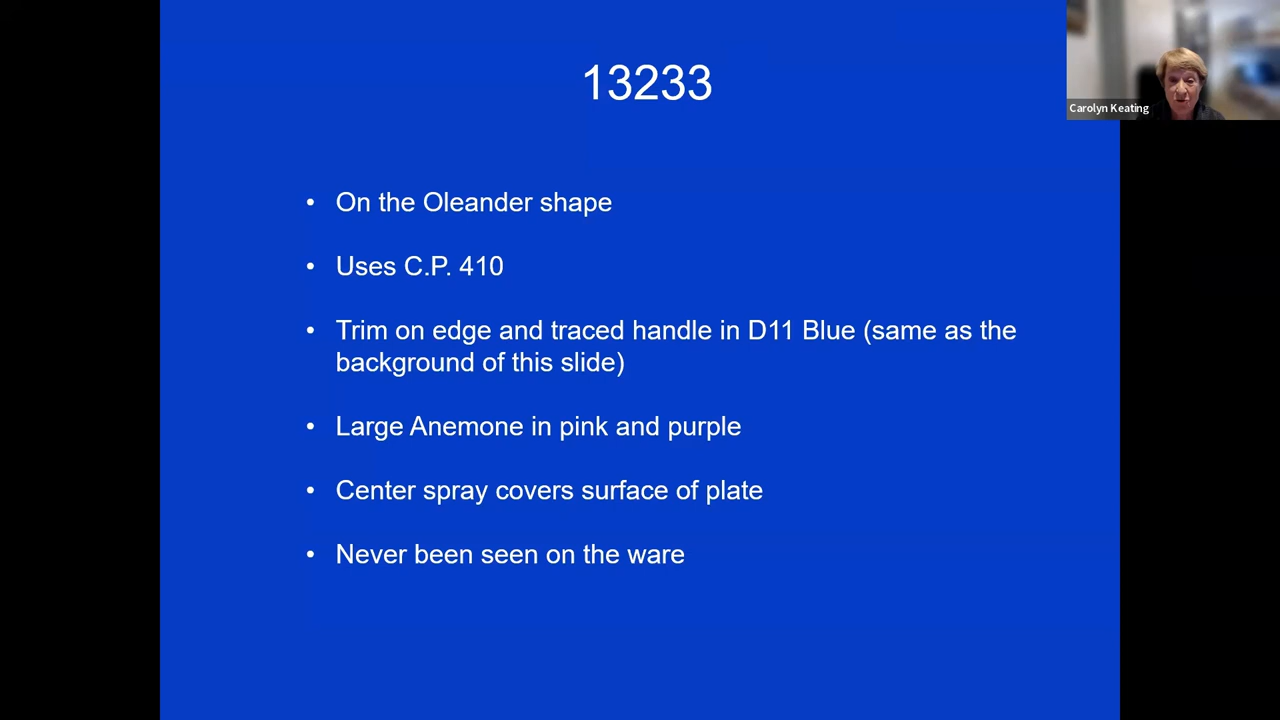 13233
Carolyn Keating
• On the Oleander shape
• Uses C.P. 410
• Trim on edge and traced handle in D11 Blue (same as the
background of this slide)
• Large Anemone in pink and purple
• Center spray covers surface of plate
• Never been seen on the ware